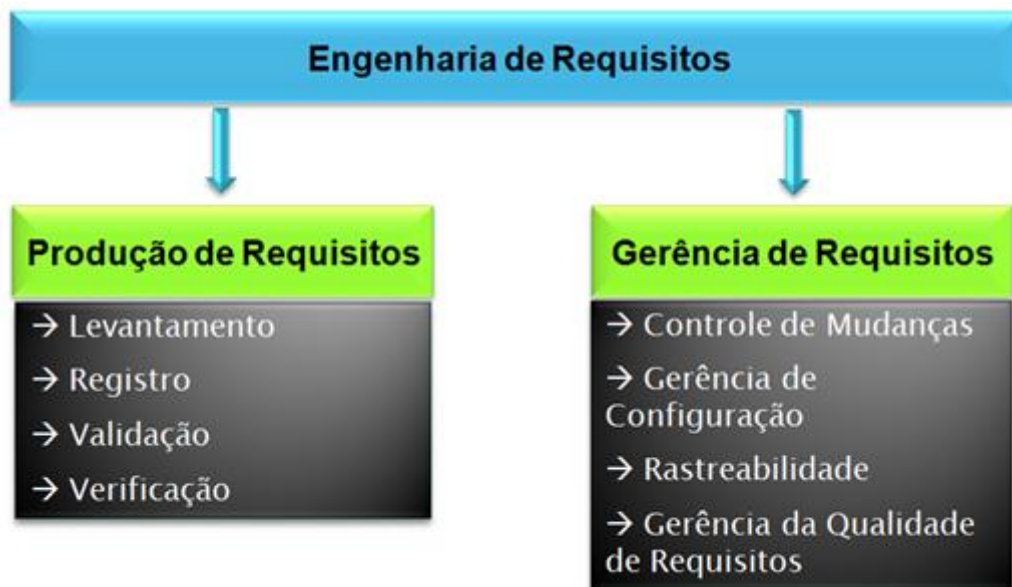 Engenharia de Requisitos
Produção de Requisitos
→ Levantamento
→ Registro
→ Validação
→ Verificação
Gerência de Requisitos
→ Controle de Mudanças
→ Gerência de
Configuração
→ Rastreabilidade
→ Gerência da Qualidade
de Requisitos